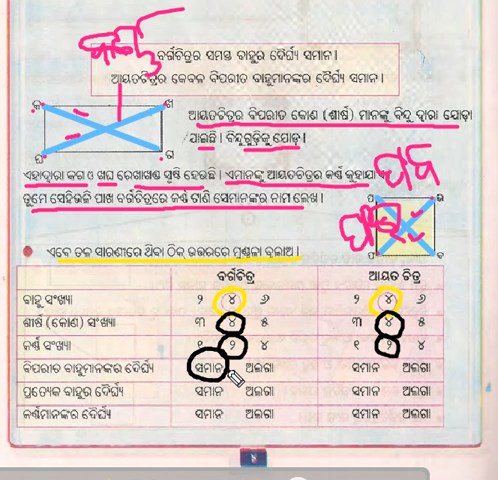 ବର୍ଗଚିତ୍ରର ସମସ୍ତ ବାହୁର ଦୈର୍ଘ୍ୟ ସମାନ।
ଆୟତଚିତ୍ରର କେବଳ ବିପରୀତ ବାହୁମାନଙ୍କର ଦୈର୍ଘ୍ୟ ସମାନ।
କ ଖ
ଘ ଗ
ଆୟତଚିତ୍ରର ବିପରୀତ କୋଣ (ଶୀର୍ଷ) ମାନଙ୍କୁ ବିନ୍ଦୁ ଦ୍ୱାରା ଯୋଡ଼ା
ଯାଇଛି। ବିନ୍ଦୁଗୁଡ଼ିକୁ ଯୋଡ଼।
ଏହାଦ୍ୱାରା କଗ ଓ ଖଘ ରେଖାଖଣ୍ଡ ସୃଷ୍ଟି ହେଉଛି। ଏମାନଙ୍କୁ ଆୟତଚିତ୍ରର କର୍ଣ୍ଣ କୁହାଯାଏ
ତୁମେ ସେହିଭଳି ପାଖ ବର୍ଗଚିତ୍ରରେ କର୍ଣ୍ଣ ଟାଣି ସେମାନଙ୍କର ନାମ ଲେଖ।
ଏବେ ତଳ ସାରଣୀରେ ଥିବା ଠିକ୍ ଉତ୍ତରରେ ମୁଣ୍ଡୁଳା ବୁଲାଅ।
ବର୍ଗଚିତ୍ର ଆୟତ ଚିତ୍ର
ବାହୁ ସଂଖ୍ୟା ୨ ୪ ୬ ୨ ୪ ୬
ଶୀର୍ଷ (କୋଣ) ସଂଖ୍ୟା ୩ ୪ ୫ ୩ ୪ ୫
କର୍ଣ୍ଣ ସଂଖ୍ୟା ୧ ୨ ୪ ୧ ୨ ୪
ବିପରୀତ ବାହୁମାନଙ୍କର ଦୈର୍ଘ୍ୟ ସମାନ ଅଲଗା ସମାନ ଅଲଗା
ପ୍ରତ୍ୟେକ ବାହୁର ଦୈର୍ଘ୍ୟ ସମାନ ଅଲଗା ସମାନ ଅଲଗା
କର୍ଣ୍ଣମାନଙ୍କର ଦୈର୍ଘ୍ୟ ସମାନ ଅଲଗା ସମାନ ଅଲଗା